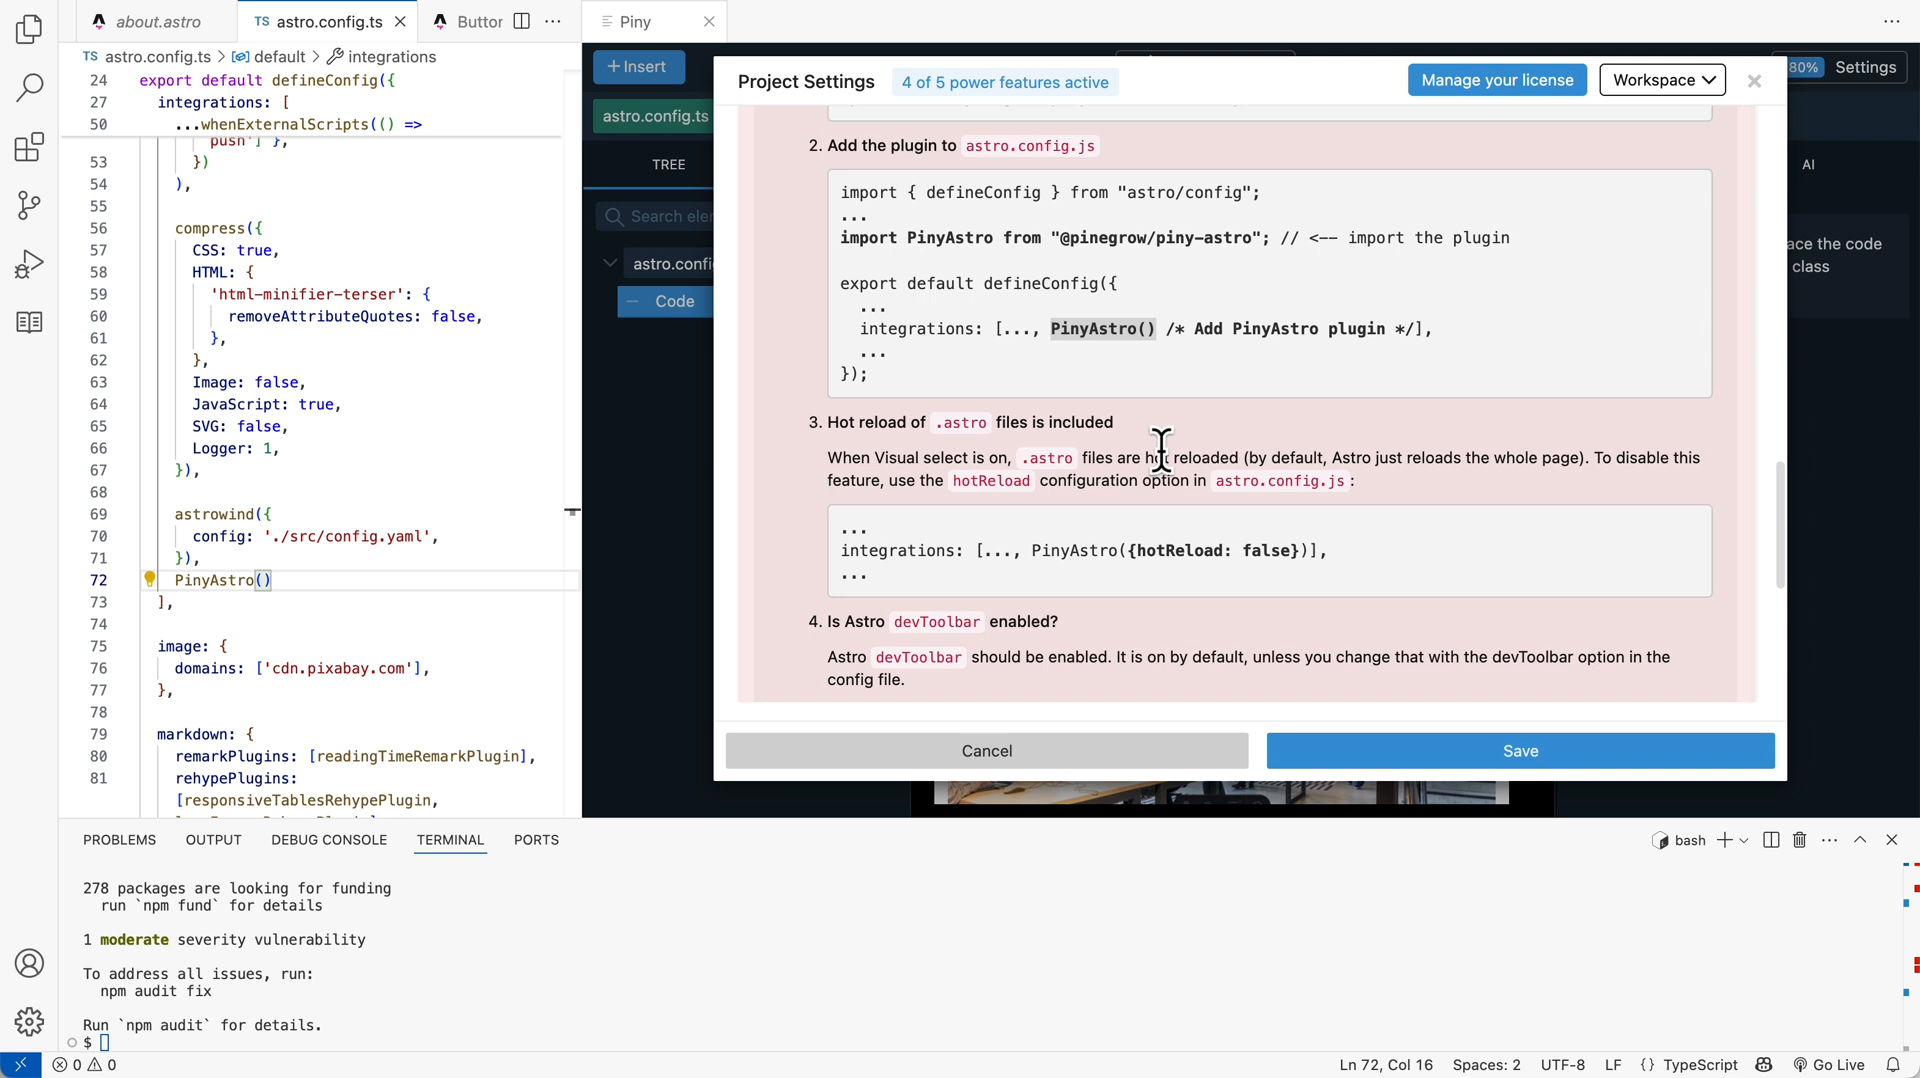 about.astro
TS astro.config.ts
Buttor
Piny
TS astro.config.ts > default > integrations
24 export default defineConfig({
27 integrations: [
50 ...whenExternalScripts(() =>
push'] },
53 })
54 ),
55
56 compress({
57 CSS: true,
58 HTML: {
59 'html-minifier-terser': {
60 removeAttributeQuotes: false,
61 },
62 },
63 Image: false,
64 JavaScript: true,
65 SVG: false,
66 Logger: 1,
67 }),
68
69 astrowind({
70 config: './src/config.yaml',
71 }),
72 PinyAstro()
73 ],
74
75 image: {
76 domains: ['cdn.pixabay.com'],
77 },
78
79 markdown: {
80 remarkPlugins: [readingTimeRemarkPlugin],
81 rehypePlugins:
[responsiveTablesRehypePlugin,
+ Insert
astro.config.ts
TREE
Search eler
astro.confi
Code
80% Settings
AI
ace the code
class
Project Settings
4 of 5 power features active
Manage your license
Workspace
2. Add the plugin to astro.config.js
import { defineConfig } from "astro/config";
...
import PinyAstro from "@pinegrow/piny-astro"; // <-- import the plugin
export default defineConfig({
...
integrations: [..., PinyAstro() /* Add PinyAstro plugin */],
...
});
3. Hot reload of .astro files is included
When Visual select is on, .astro files are hot reloaded (by default, Astro just reloads the whole page). To disable this
feature, use the hotReload configuration option in astro.config.js :
...
integrations: [..., PinyAstro({hotReload: false})],
...
4. Is Astro devToolbar enabled?
Astro devToolbar should be enabled. It is on by default, unless you change that with the devToolbar option in the
config file.
Cancel
Save
PROBLEMS OUTPUT DEBUG CONSOLE TERMINAL PORTS
bash
278 packages are looking for funding
run `npm fund` for details
1 moderate severity vulnerability
To address all issues, run:
npm audit fix
Run `npm audit` for details.
$
0 0
Ln 72, Col 16 Spaces: 2 UTF-8 LF {} TypeScript Go Live